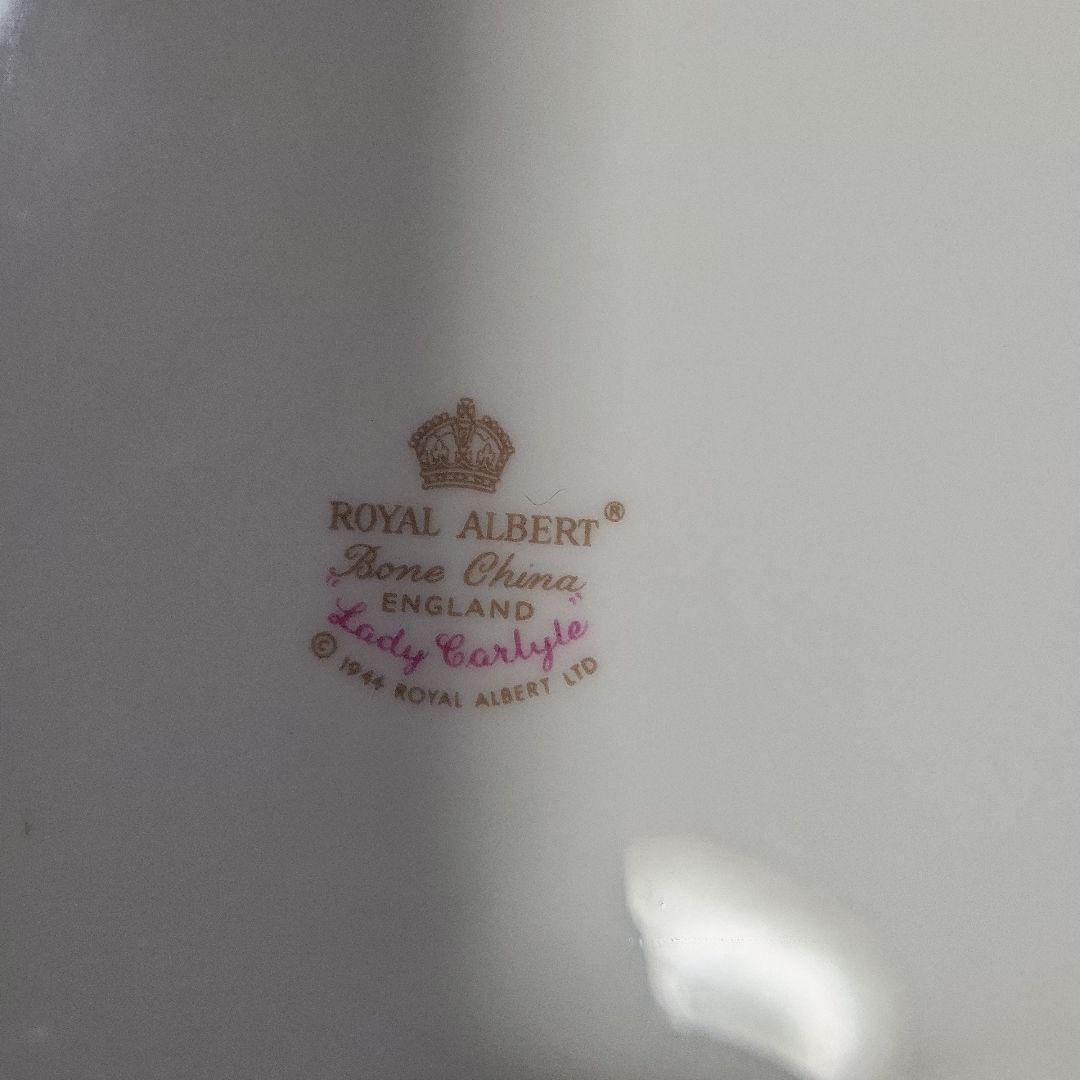 ROYAL ALBERT®
Bone China
ENGLAND
"Lady Carlyle"
© 1944 ROYAL ALBERT LTD